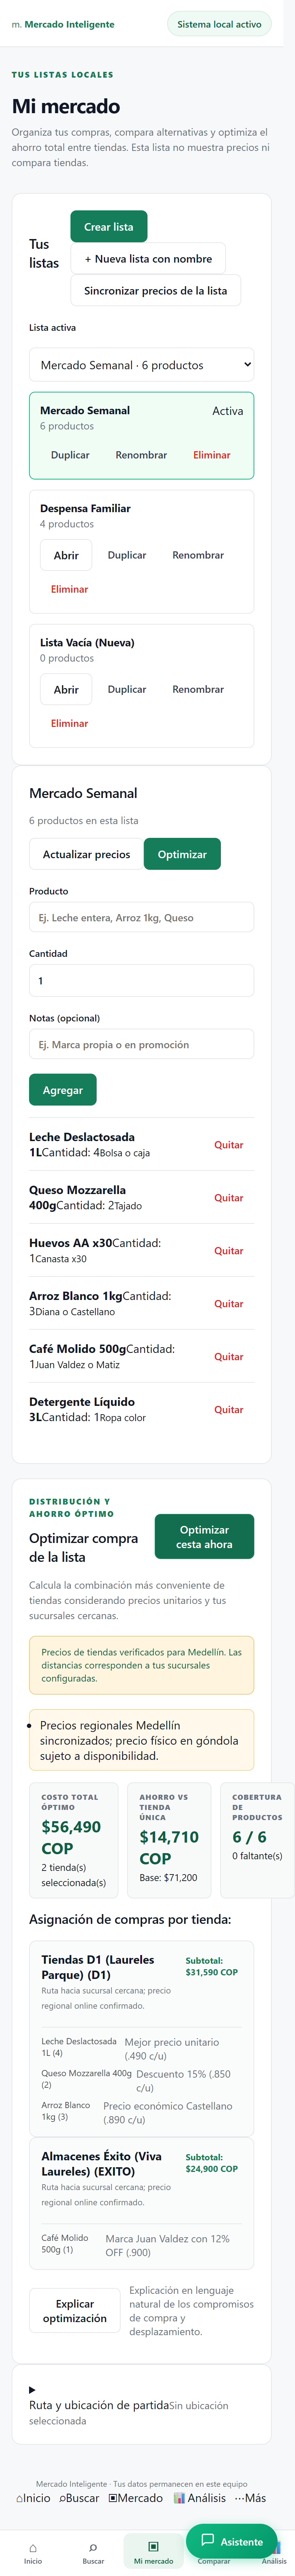 m. Mercado Inteligente
Sistema local activo
TUS LISTAS LOCALES
Mi mercado
Organiza tus compras, compara alternativas y optimiza el
ahorro total entre tiendas. Esta lista no muestra precios ni
compara tiendas.
Tus
listas
Crear lista
+ Nueva lista con nombre
Sincronizar precios de la lista
Lista activa
Mercado Semanal · 6 productos
Mercado Semanal
Activa
6 productos
Duplicar Renombrar Eliminar
Despensa Familiar
4 productos
Abrir Duplicar Renombrar
Eliminar
Lista Vacía (Nueva)
0 productos
Abrir Duplicar Renombrar
Eliminar
Mercado Semanal
6 productos en esta lista
Actualizar precios Optimizar
Producto
Ej. Leche entera, Arroz 1kg, Queso
Cantidad
1
Notas (opcional)
Ej. Marca propia o en promoción
Agregar
Leche Deslactosada
1LCantidad: 4Bolsa o caja
Quitar
Queso Mozzarella
400gCantidad: 2Tajado
Quitar
Huevos AA x30Cantidad:
1Canasta x30
Quitar
Arroz Blanco 1kgCantidad:
3Diana o Castellano
Quitar
Café Molido 500gCantidad:
1Juan Valdez o Matiz
Quitar
Detergente Líquido
3LCantidad: 1Ropa color
Quitar
DISTRIBUCIÓN Y
AHORRO ÓPTIMO
Optimizar compra
de la lista
Optimizar
cesta ahora
Calcula la combinación más conveniente de
tiendas considerando precios unitarios y tus
sucursales cercanas.
Precios de tiendas verificados para Medellín. Las
distancias corresponden a tus sucursales
configuradas.
• Precios regionales Medellín
sincronizados; precio físico en góndola
sujeto a disponibilidad.
COSTO TOTAL
ÓPTIMO
$56,490
COP
2 tienda(s)
seleccionada(s)
AHORRO VS
TIENDA
ÚNICA
$14,710
COP
Base: $71,200
COBERTURA
DE
PRODUCTOS
6 / 6
0 faltante(s)
Asignación de compras por tienda:
Tiendas D1 (Laureles
Parque) (D1)
Subtotal:
$31,590 COP
Ruta hacia sucursal cercana; precio
regional online confirmado.
Leche Deslactosada
1L (4)
Mejor precio unitario
(.490 c/u)
Queso Mozzarella 400g
(2)
Descuento 15% (.850
c/u)
Arroz Blanco
1kg (3)
Precio económico Castellano
(.890 c/u)
Almacenes Éxito (Viva
Laureles) (EXITO)
Subtotal:
$24,900 COP
Ruta hacia sucursal cercana; precio
regional online confirmado.
Café Molido
500g (1)
Marca Juan Valdez con 12%
OFF (.900)
Explicar
optimización
Explicación en lenguaje
natural de los compromisos
de compra y
desplazamiento.
Ruta y ubicación de partidaSin ubicación
seleccionada
Mercado Inteligente · Tus datos permanecen en este equipo
Inicio Buscar Mercado Análisis Más
Asistente
Inicio Buscar Mi mercado Comparar Análisis